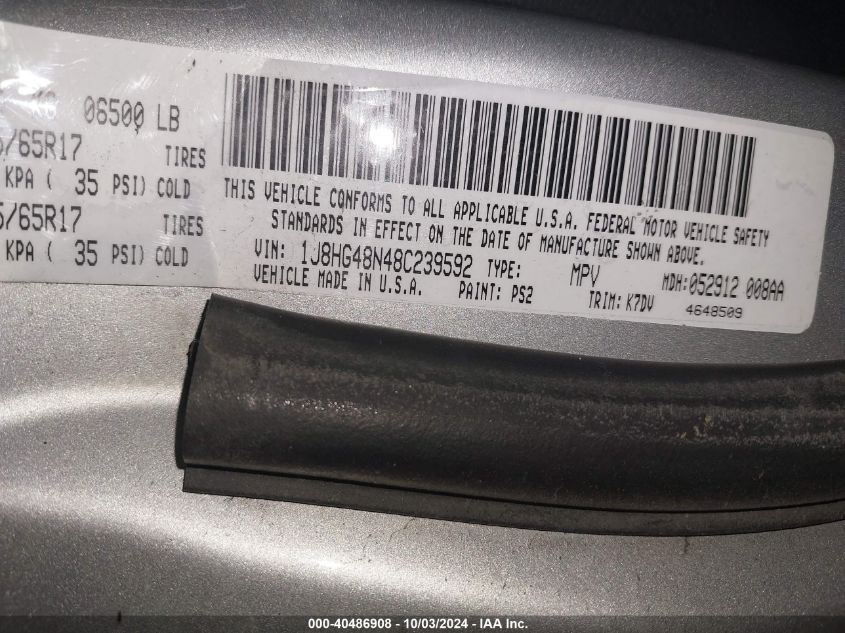 KG 06500 LB
/65R17 TIRES
KPA ( 35 PSI) COLD
5/65R17 TIRES
KPA ( 35 PSI) COLD
THIS VEHICLE CONFORMS TO ALL APPLICABLE U.S.A. FEDERAL MOTOR VEHICLE SAFETY
STANDARDS IN EFFECT ON THE DATE OF MANUFACTURE SHOWN ABOVE.
VIN: 1J8HG48N48C239592 TYPE: MPV MDH: 052912 008AA
VEHICLE MADE IN U.S.A. PAINT: PS2 TRIM: K7DV 4648509
000-40486908 - 10/03/2024 - IAA Inc.